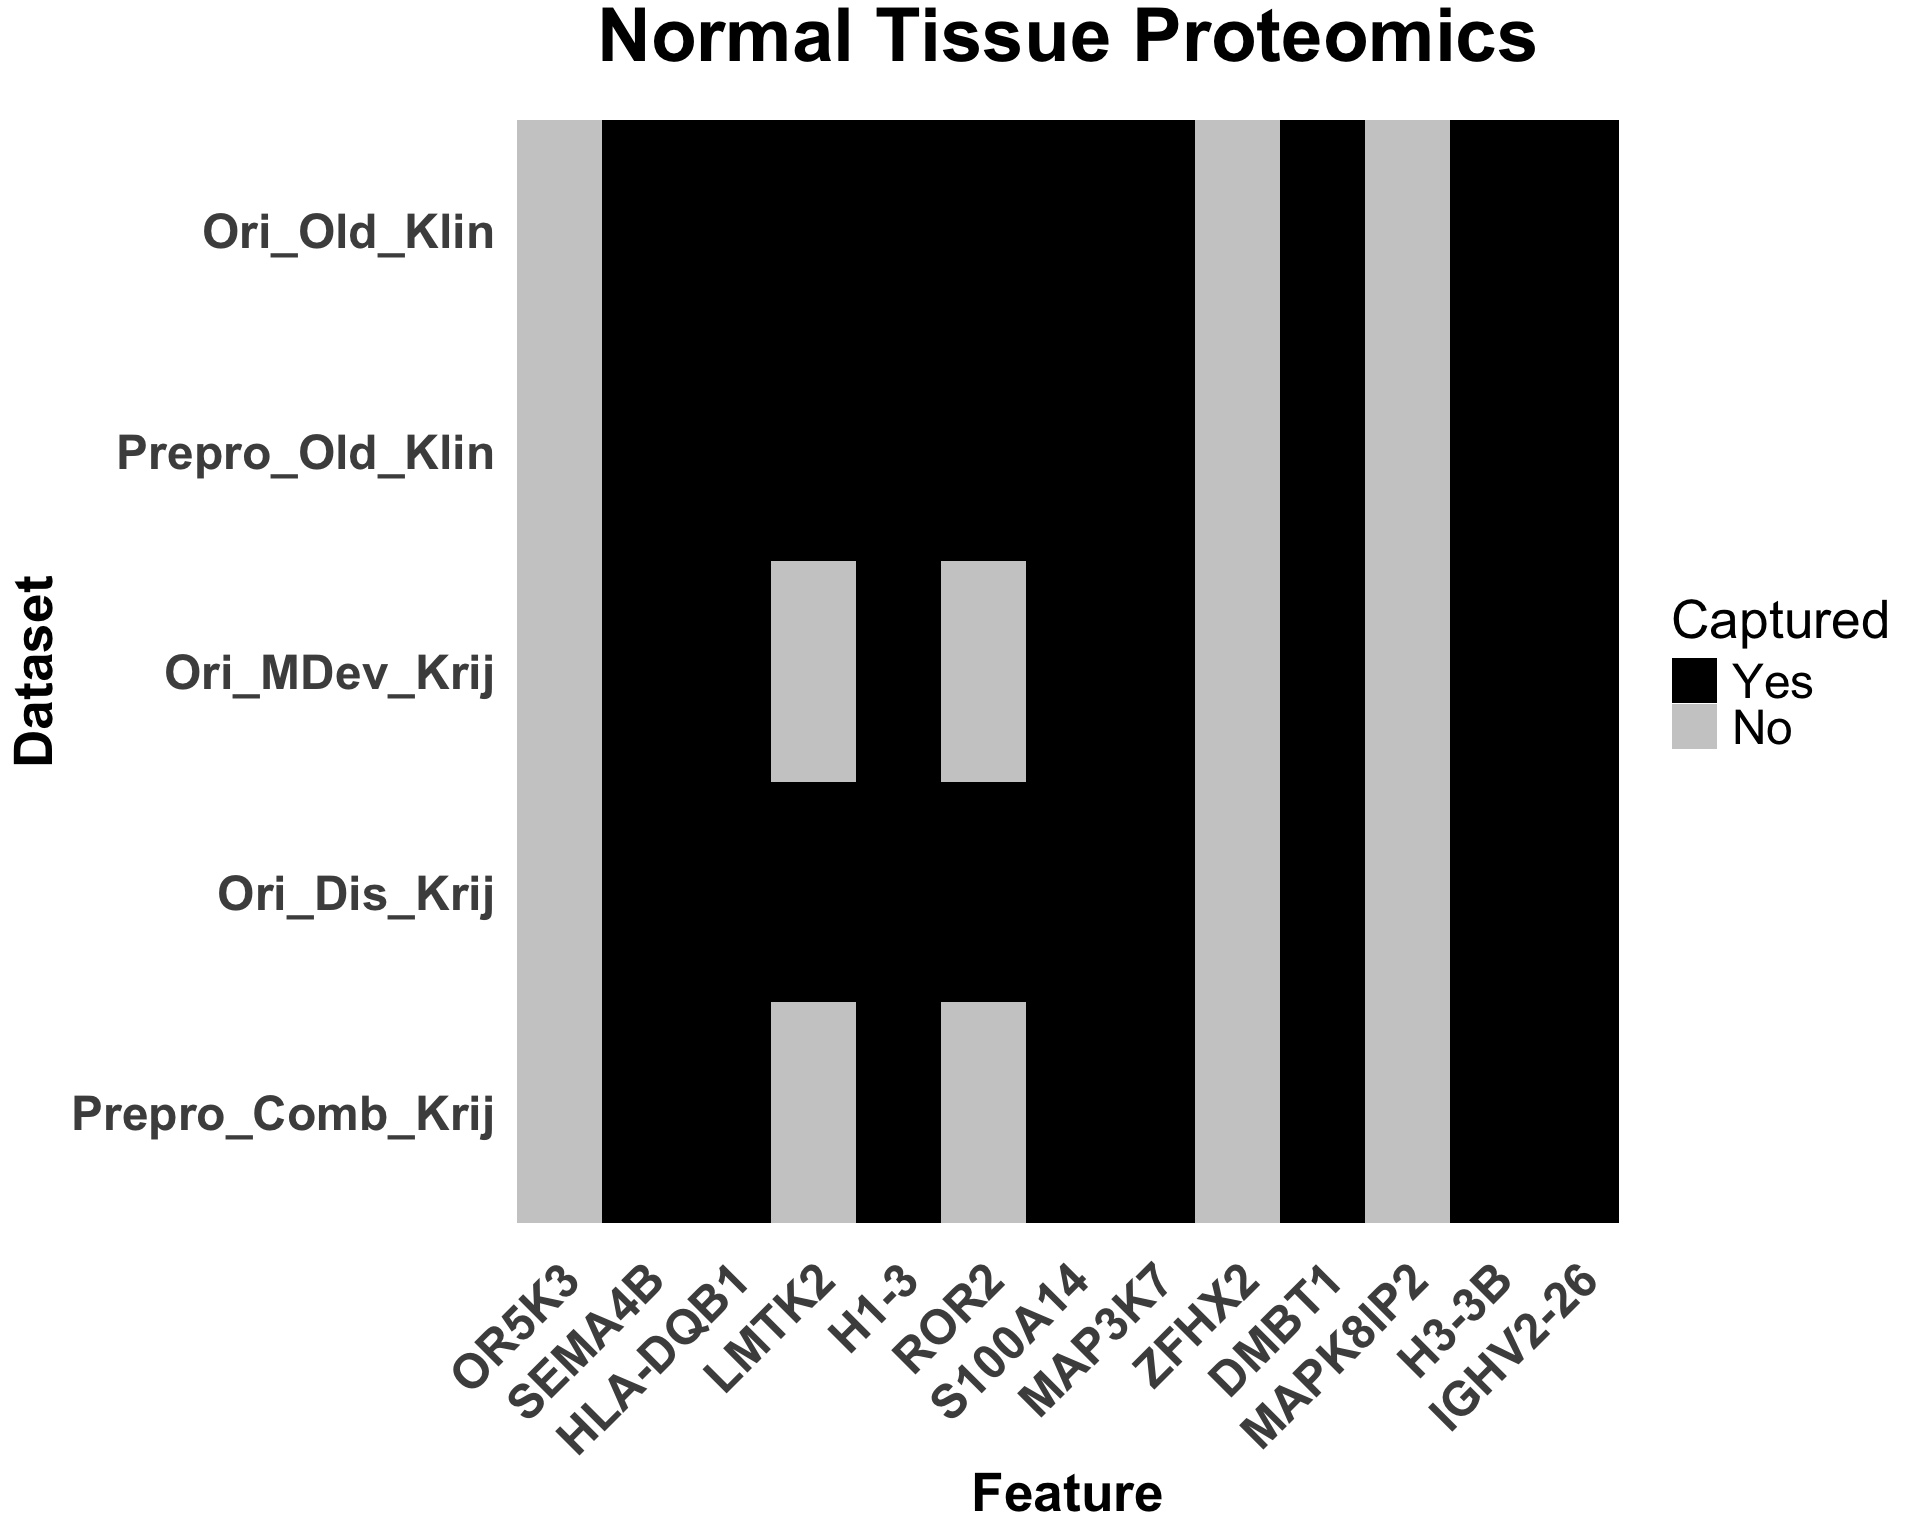 Normal Tissue Proteomics
Ori_Old_Klin
Prepro_Old_Klin
Ori_MDev_Krij
Ori_Dis_Krij
Prepro_Comb_Krij
Dataset
Captured
Yes
No
OR5K3
SEMA4B
HLA-DQB1
LMTK2
H1-3
ROR2
S100A14
MAP3K7
ZFHX2
DMBT1
MAPK8IP2
H3-3B
IGHV2-26
Feature